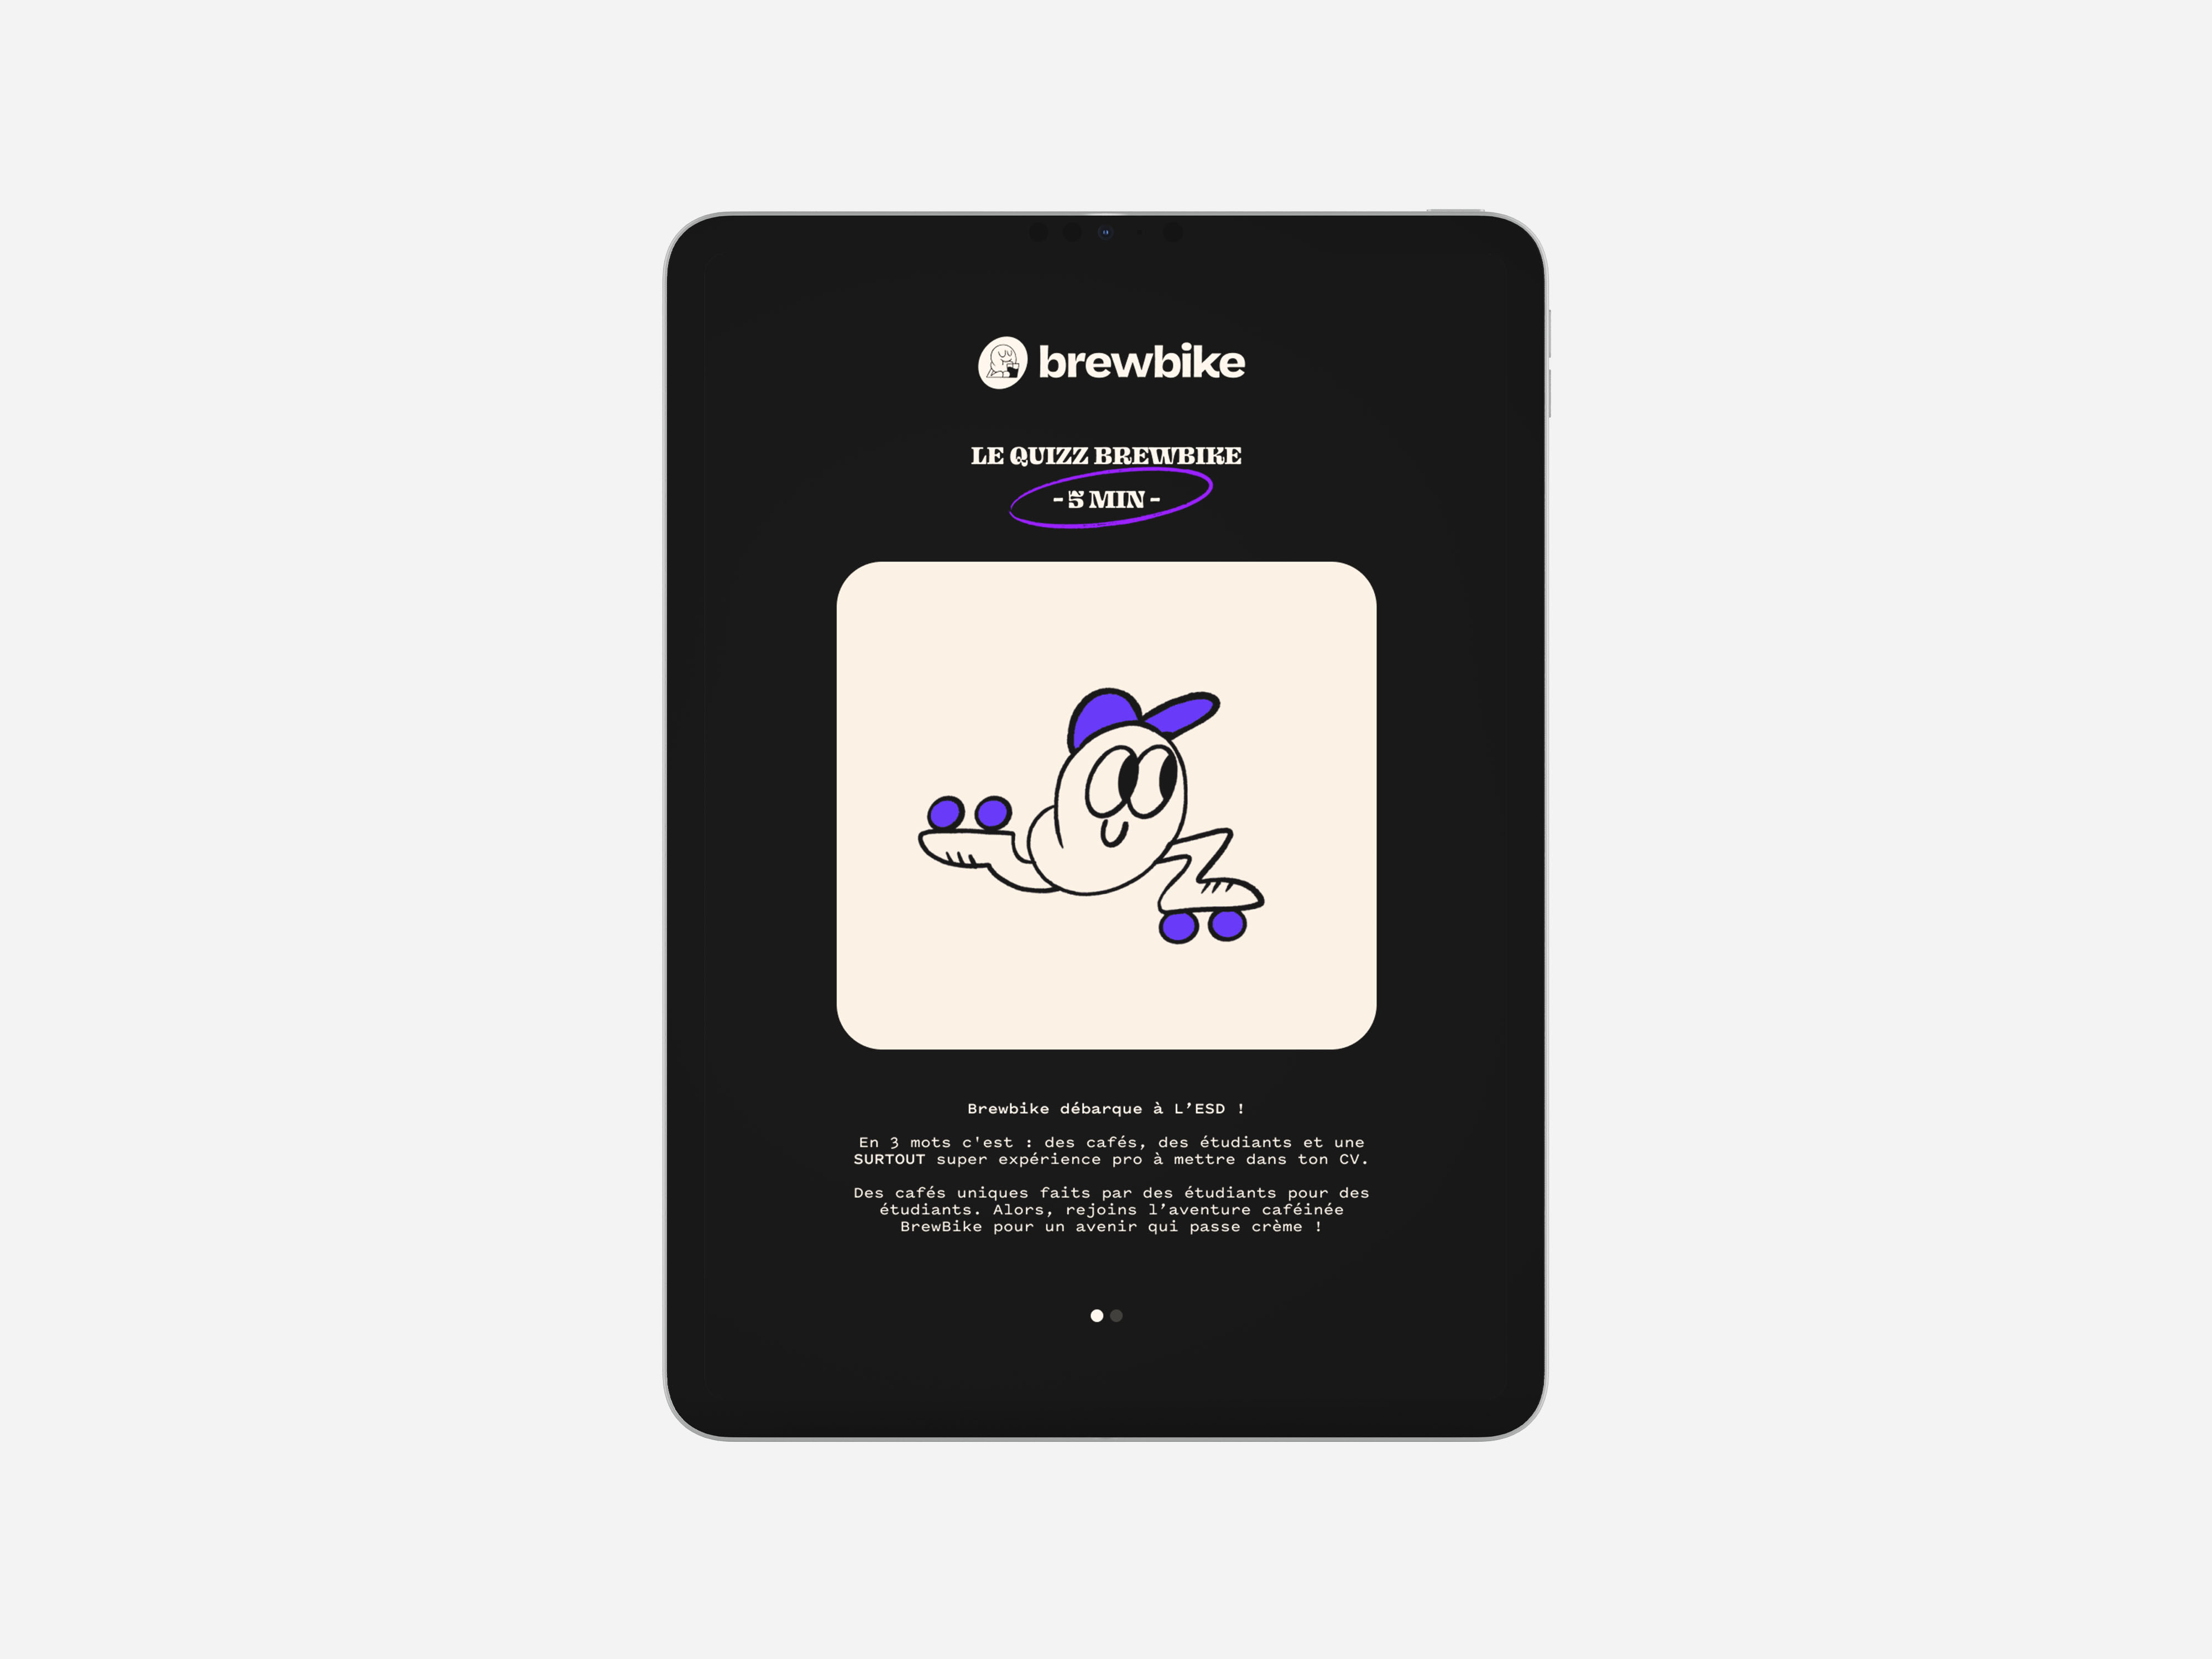 brewbike
LE QUIZZ BREWBIKE
- 5 MIN -
Brewbike débarque à L’ESD !
En 3 mots c'est : des cafés, des étudiants et une
SURTOUT super expérience pro à mettre dans ton CV.
Des cafés uniques faits par des étudiants pour des
étudiants. Alors, rejoins l’aventure caféinée
BrewBike pour un avenir qui passe crème !